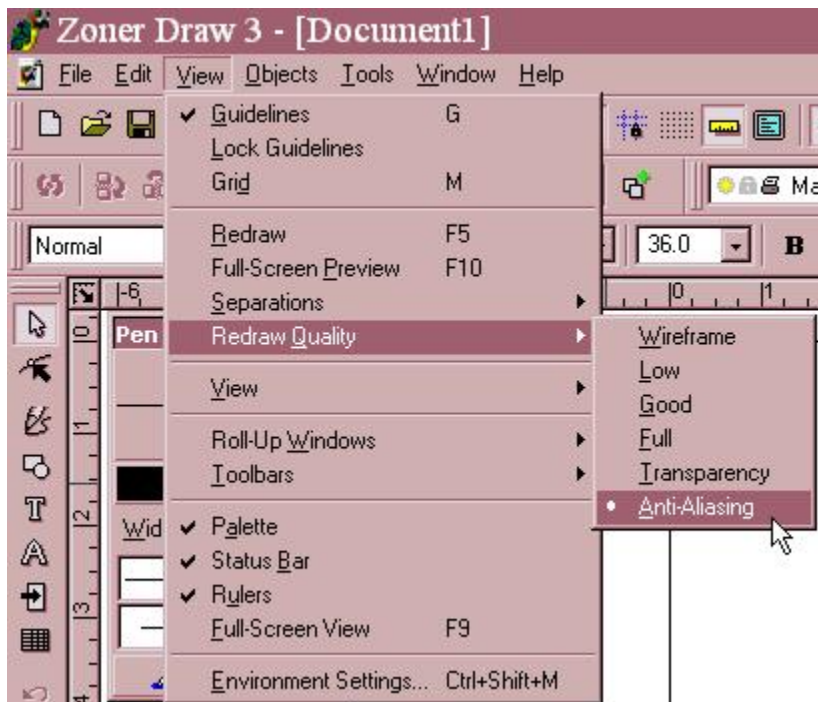 Zoner Draw 3 - [Document1]
File Edit View Objects Tools Window Help
Guidelines G
Lock Guidelines
Grid M
Redraw F5
Full-Screen Preview F10
Separations
Redraw Quality
View
Roll-Up Windows
Toolbars
Palette
Status Bar
Rulers
Full-Screen View F9
Environment Settings... Ctrl+Shift+M
Wireframe
Low
Good
Full
Transparency
Anti-Aliasing
Ma
Normal
36.0 B
-6 0 1
Pen
Wid
0
1
2
3
4